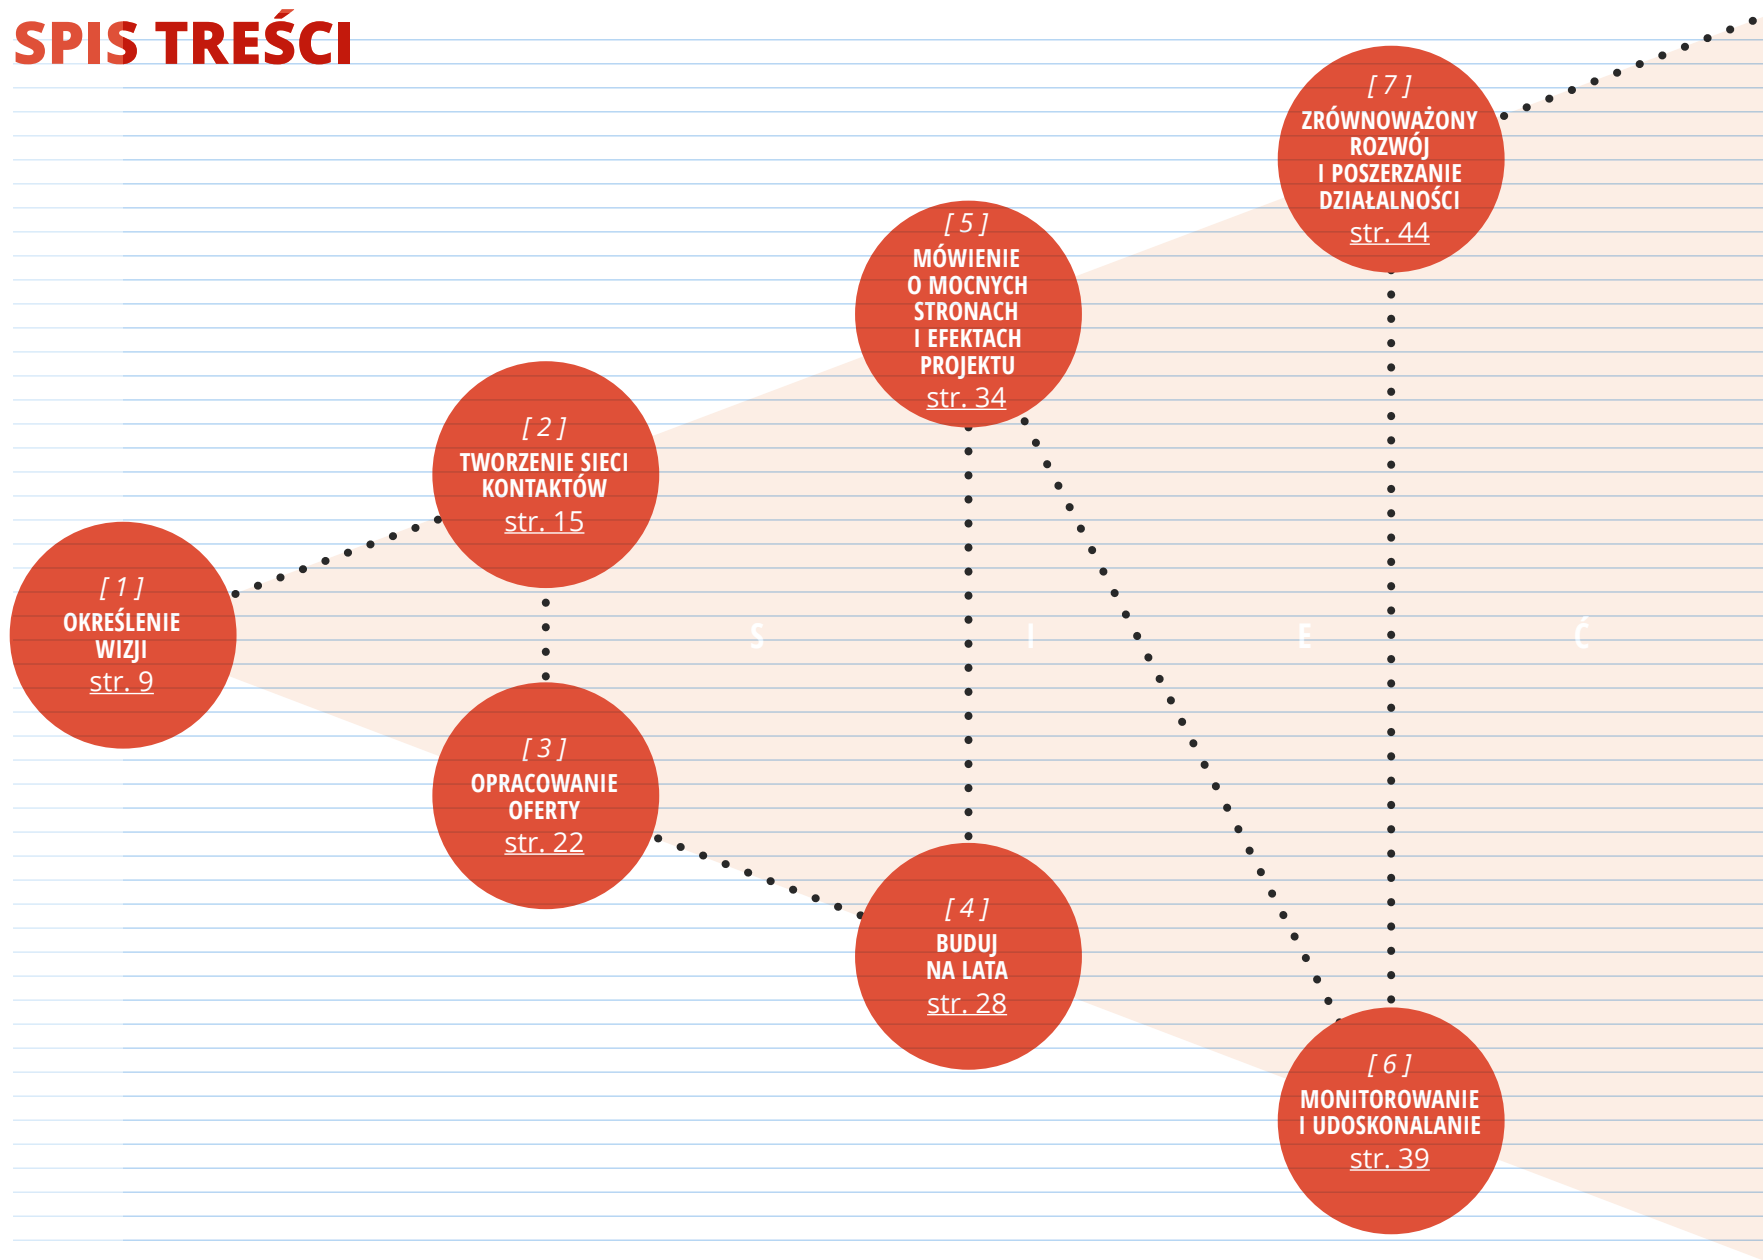 SPIS TREŚCI
[ 1 ]
OKREŚLENIE
WIZJI
str. 9
[ 2 ]
TWORZENIE SIECI
KONTAKTÓW
str. 15
[ 3 ]
OPRACOWANIE
OFERTY
str. 22
[ 4 ]
BUDUJ
NA LATA
str. 28
[ 5 ]
MÓWIENIE
O MOCNYCH
STRONACH
I EFEKTACH
PROJEKTU
str. 34
[ 6 ]
MONITOROWANIE
I UDOSKONALANIE
str. 39
[ 7 ]
ZRÓWNOWAŻONY
ROZWÓJ
I POSZERZANIE
DZIAŁALNOŚCI
str. 44
S I E Ć